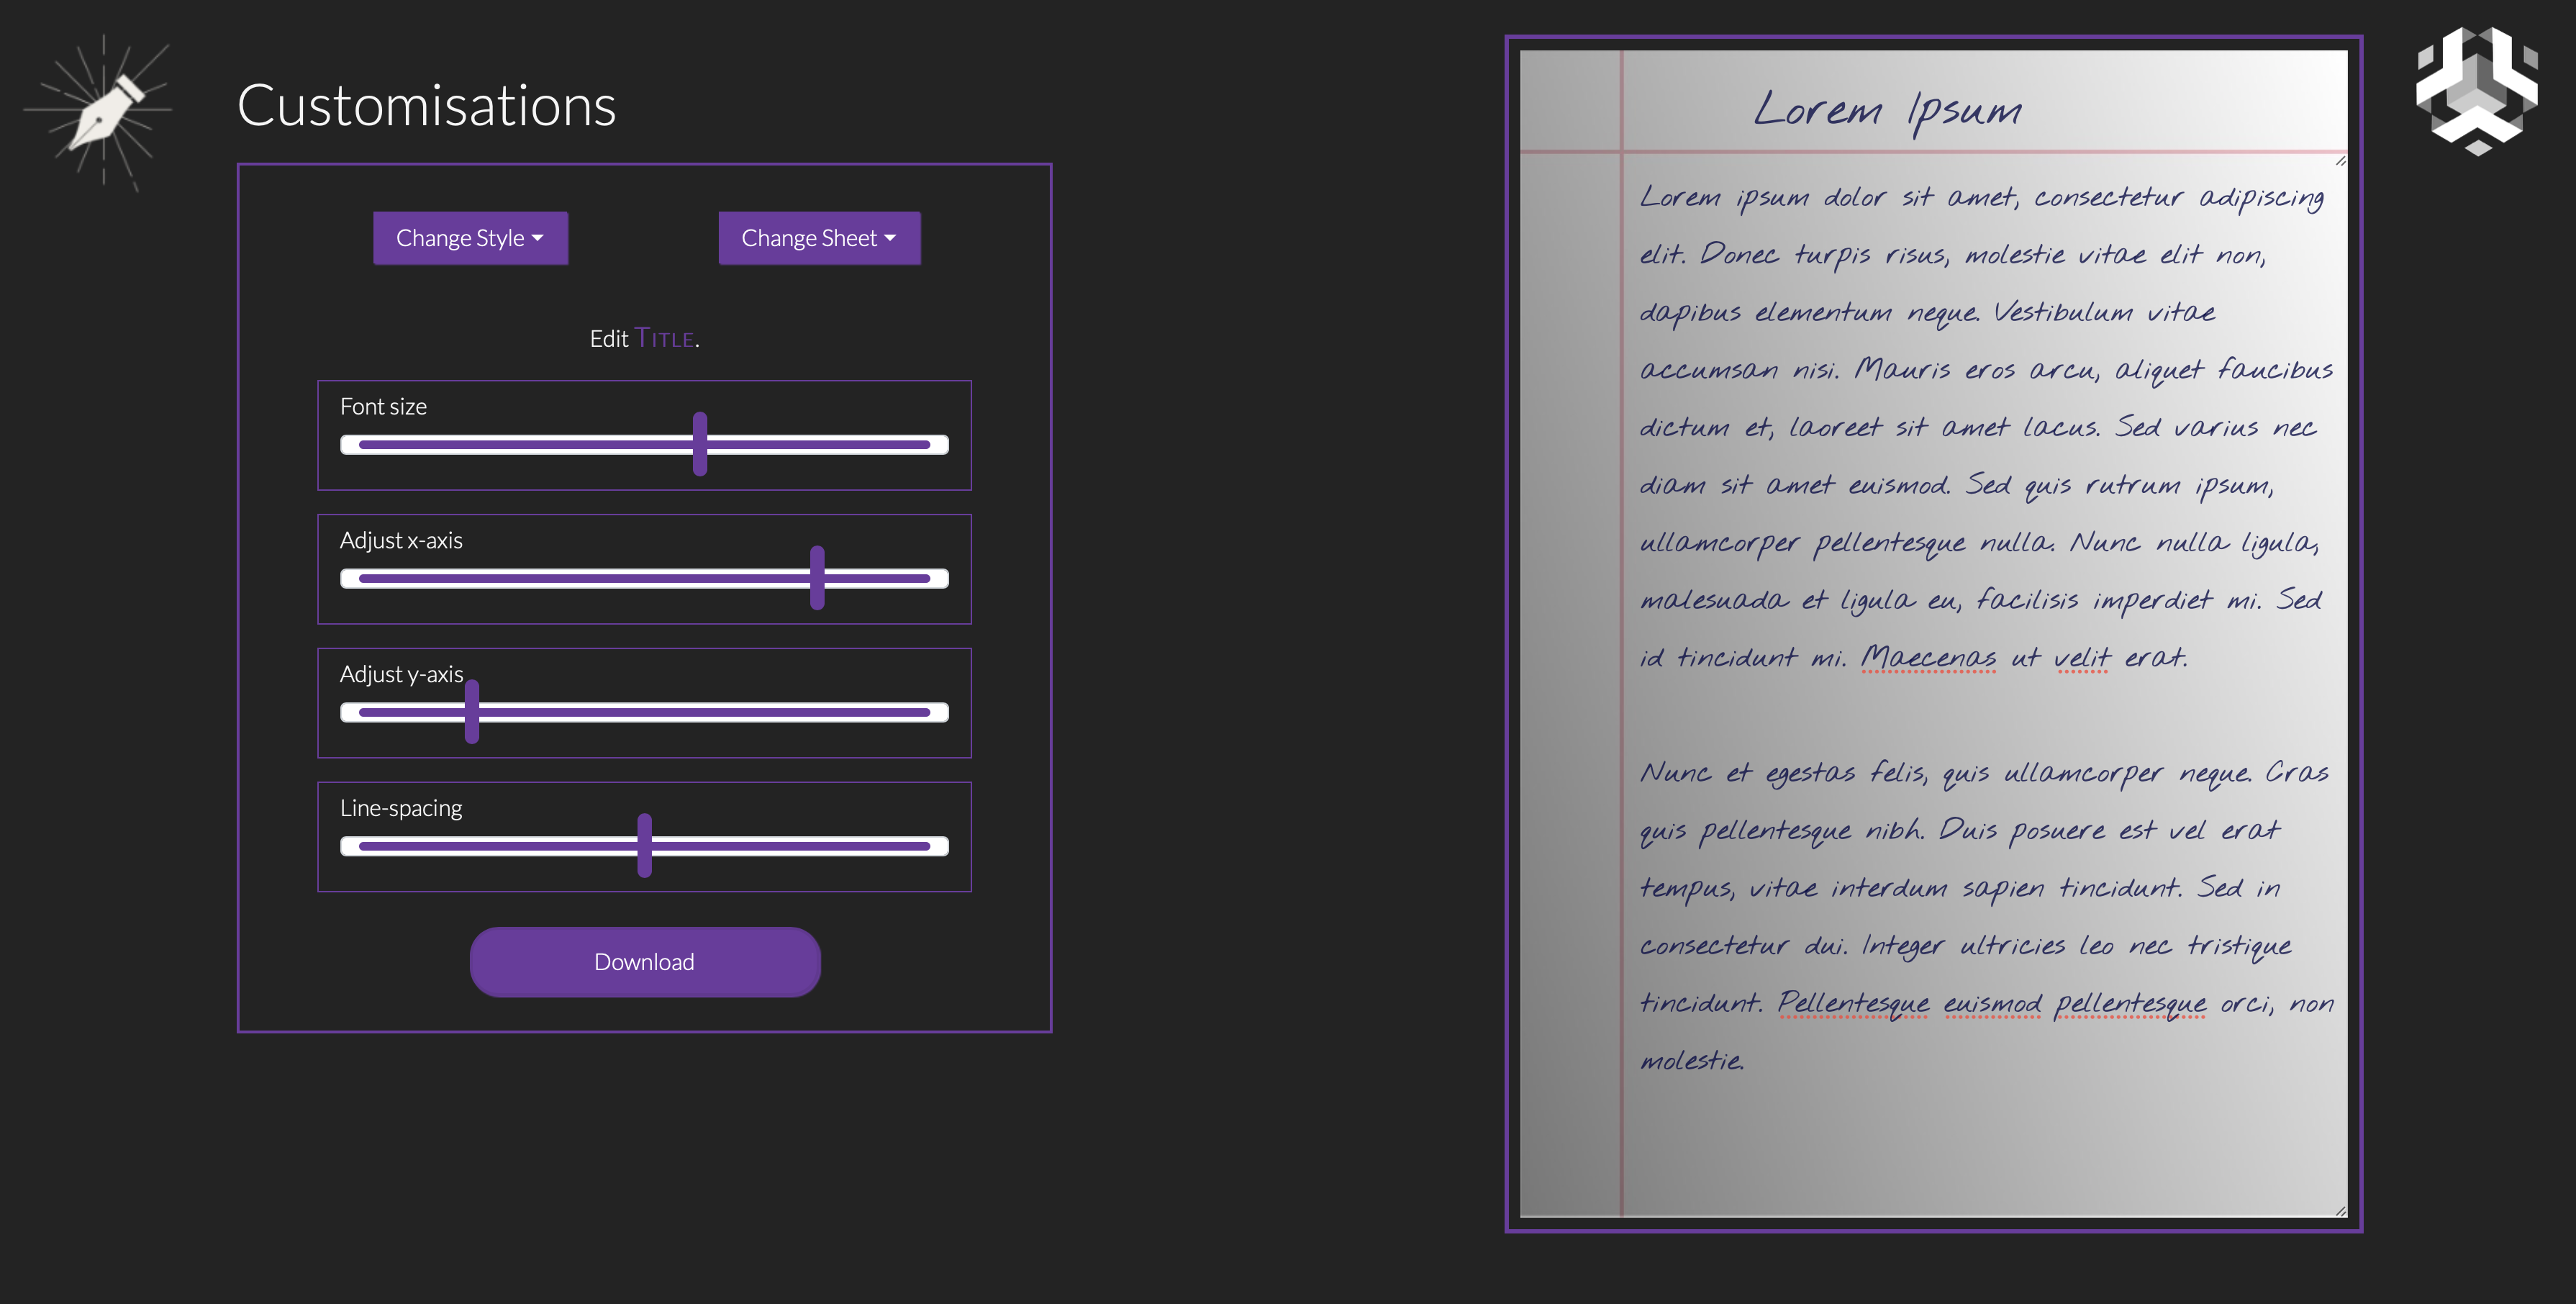 Customisations
Change Style
Change Sheet
Edit TITLE.
Font size
Adjust x-axis
Adjust y-axis
Line-spacing
Download
Lorem Ipsum
Lorem ipsum dolor sit amet, consectetur adipiscing
elit. Donec turpis risus, molestie vitae elit non,
dapibus elementum neque. Vestibulum vitae
accumsan nisi. Mauris eros arcu, aliquet faucibus
dictum et, laoreet sit amet lacus. Sed varius nec
diam sit amet euismod. Sed quis rutrum ipsum,
ullamcorper pellentesque nulla. Nunc nulla ligula,
malesuada et ligula eu, facilisis imperdiet mi. Sed
id tincidunt mi. Maecenas ut velit erat.
Nunc et egestas felis, quis ullamcorper neque. Cras
quis pellentesque nibh. Duis posuere est vel erat
tempus, vitae interdum sapien tincidunt. Sed in
consectetur dui. Integer ultricies leo nec tristique
tincidunt. Pellentesque euismod pellentesque orci, non
molestie.